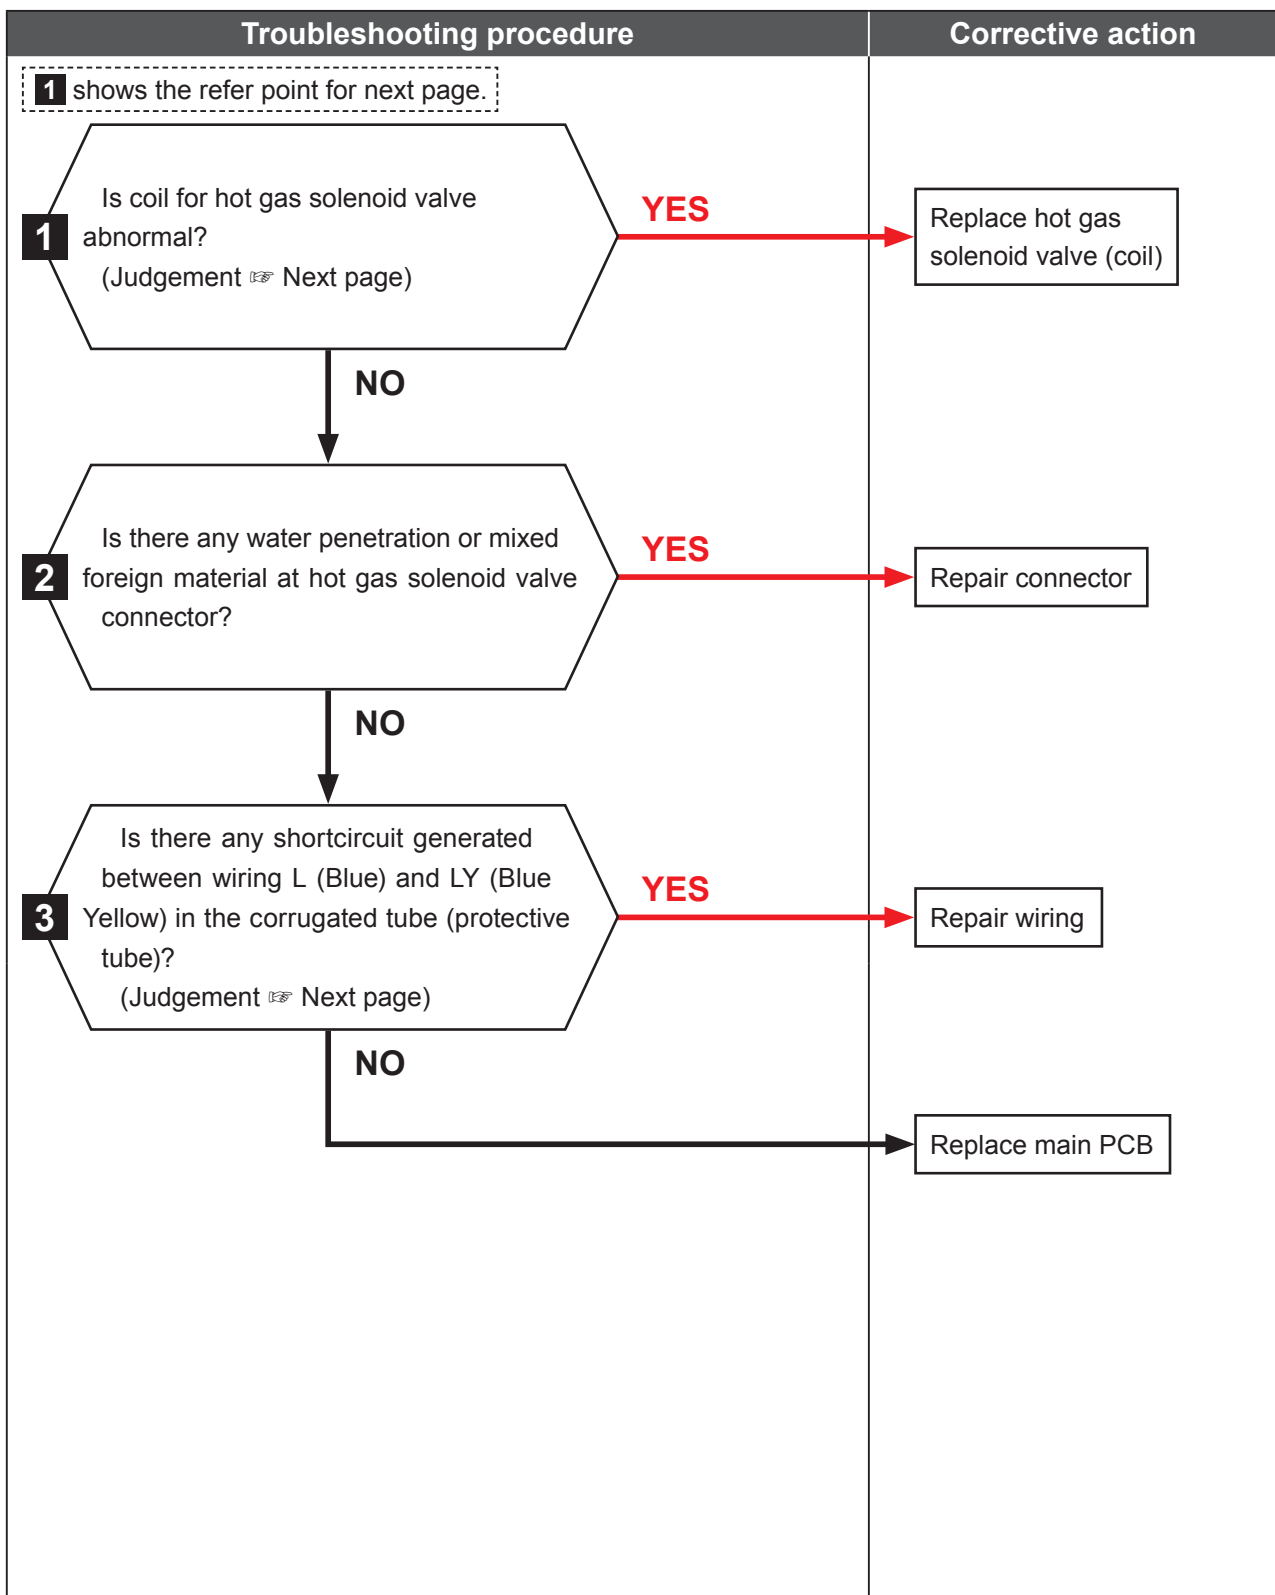 Troubleshooting procedure
Corrective action
1 shows the refer point for next page.
1
Is coil for hot gas solenoid valve
abnormal?
(Judgement ☞ Next page)
YES
Replace hot gas
solenoid valve (coil)
NO
2
Is there any water penetration or mixed
foreign material at hot gas solenoid valve
connector?
YES
Repair connector
NO
3
Is there any shortcircuit generated
between wiring L (Blue) and LY (Blue
Yellow) in the corrugated tube (protective
tube)?
(Judgement ☞ Next page)
YES
Repair wiring
NO
Replace main PCB